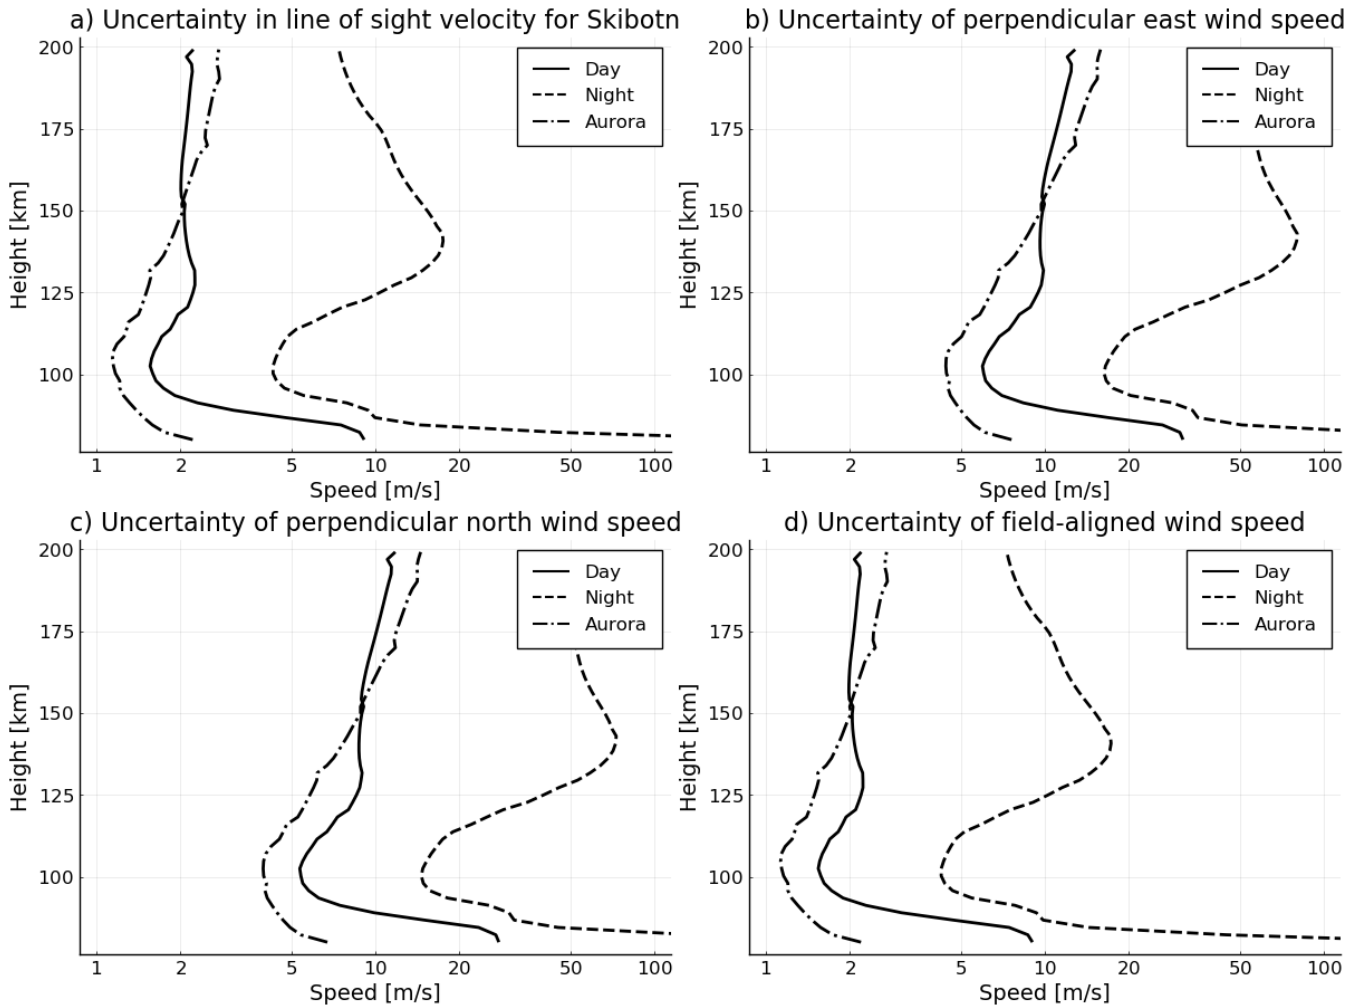 a) Uncertainty in line of sight velocity for Skibotn
200
175
150
125
100
Height [km]
1 2 5 10 20 50 100
Speed [m/s]
Day
Night
Aurora
b) Uncertainty of perpendicular east wind speed
200
175
150
125
100
Height [km]
1 2 5 10 20 50 100
Speed [m/s]
Day
Night
Aurora
c) Uncertainty of perpendicular north wind speed
200
175
150
125
100
Height [km]
1 2 5 10 20 50 100
Speed [m/s]
Day
Night
Aurora
d) Uncertainty of field-aligned wind speed
200
175
150
125
100
Height [km]
1 2 5 10 20 50 100
Speed [m/s]
Day
Night
Aurora